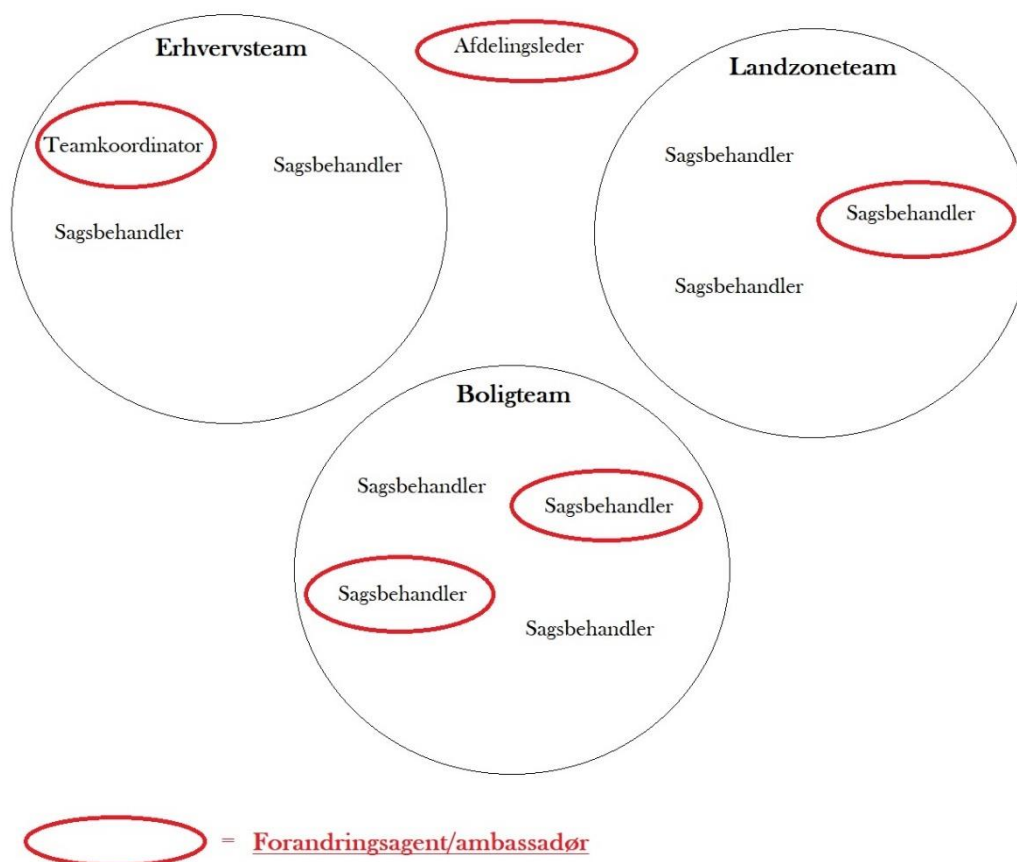 Afdelingsleder
Erhvervsteam
Teamkoordinator
Sagsbehandler
Sagsbehandler
Landzoneteam
Sagsbehandler
Sagsbehandler
Sagsbehandler
Boligteam
Sagsbehandler
Sagsbehandler
Sagsbehandler
Sagsbehandler
= Forandringsagent/ambassadør